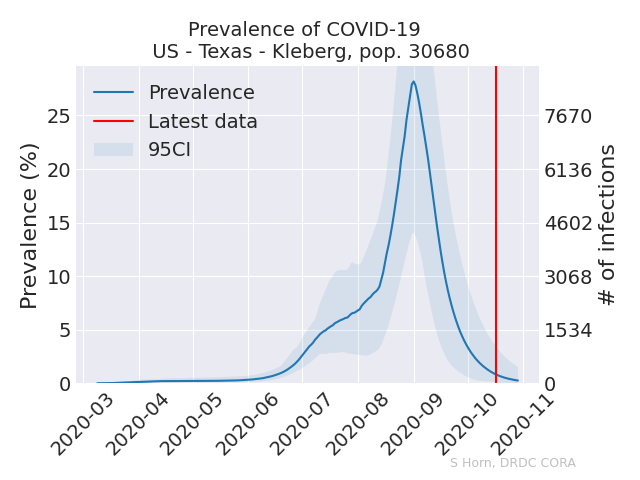 Prevalence of COVID-19
US - Texas - Kleberg, pop. 30680
Prevalence
Latest data
95CI
Prevalence (%)
25
20
15
10
5
0
7670
6136
4602
3068
1534
0
# of infections
2020-03
2020-04
2020-05
2020-06
2020-07
2020-08
2020-09
2020-10
2020-11
S Horn, DRDC CORA